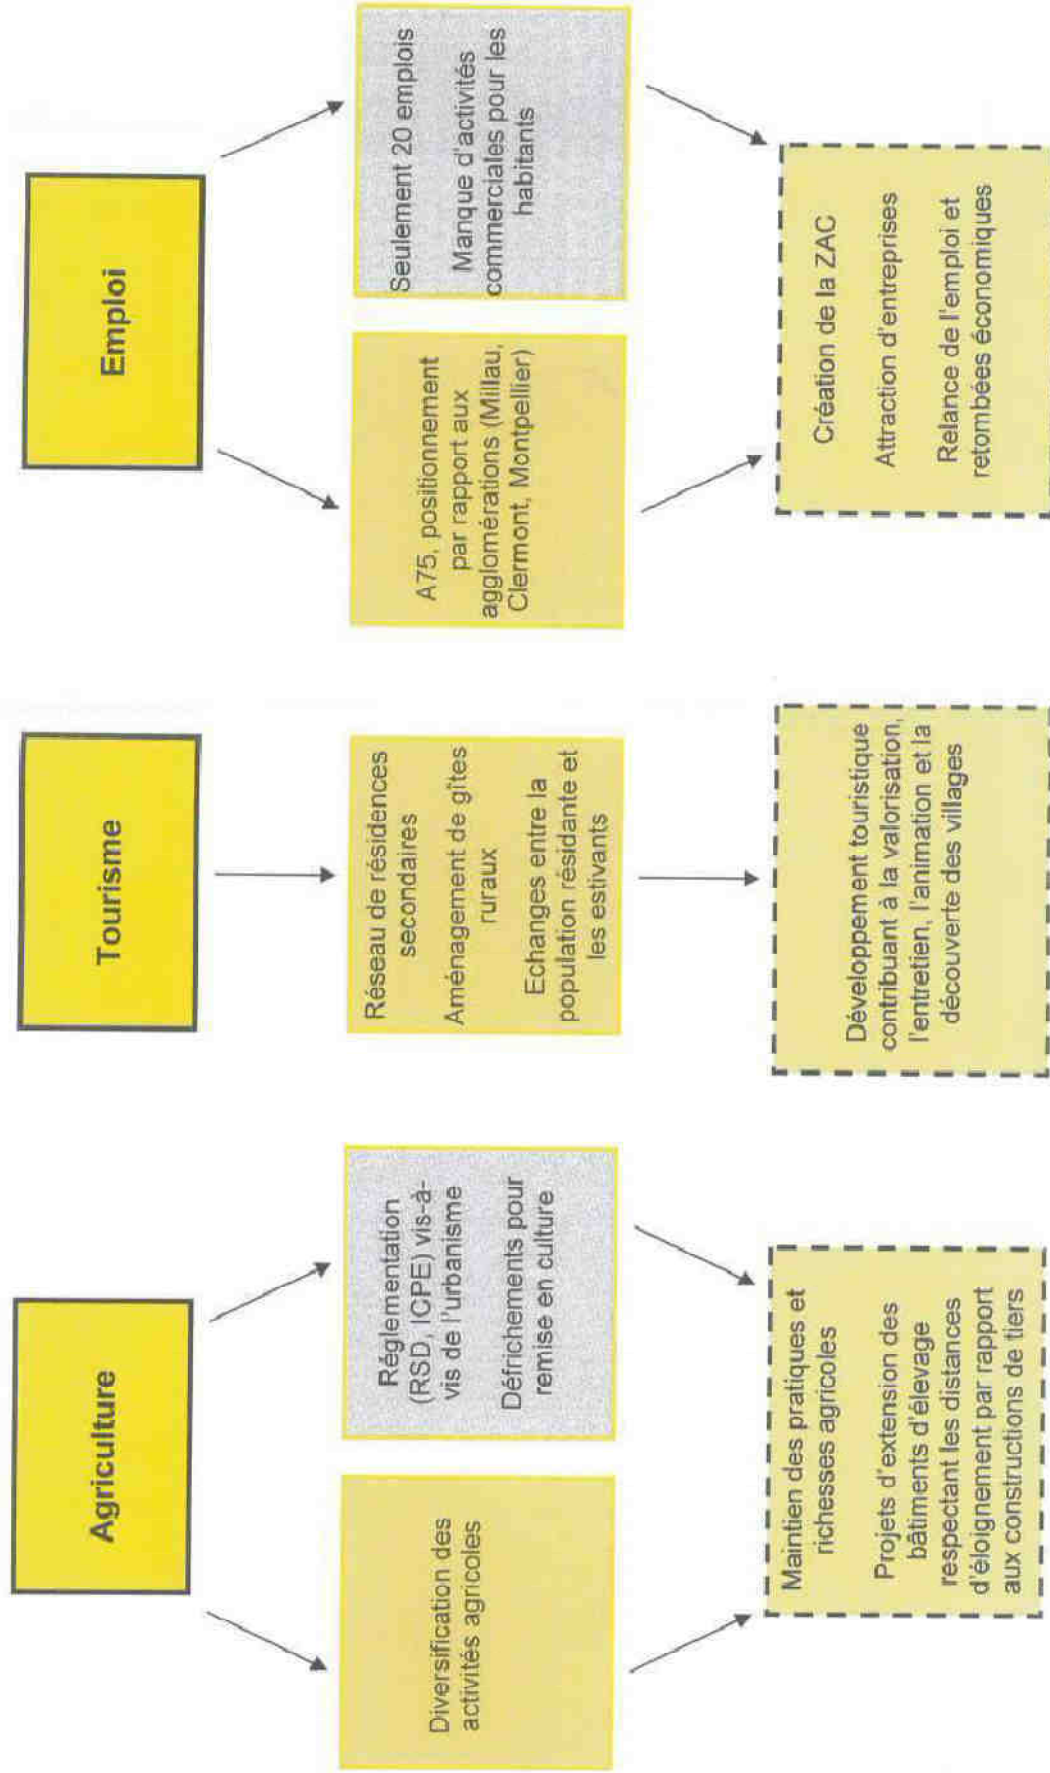 Agriculture
Diversification des
activités agricoles
Réglementation
(RSD, ICPE) vis-à-
vis de l'urbanisme
Défrichements pour
remise en culture
Maintien des pratiques et
richesses agricoles
Projets d'extension des
bâtiments d'élevage
respectant les distances
d'éloignement par rapport
aux constructions de tiers
Tourisme
Réseau de résidences
secondaires
Aménagement de gîtes
ruraux
Echanges entre la
population résidante et
les estivants
Développement touristique
contribuant à la valorisation,
l'entretien, l'animation et la
découverte des villages
Emploi
A75, positionnement
par rapport aux
agglomérations (Millau,
Clermont, Montpellier)
Seulement 20 emplois
Manque d'activités
commerciales pour les
habitants
Création de la ZAC
Attraction d'entreprises
Relance de l'emploi et
retombées économiques